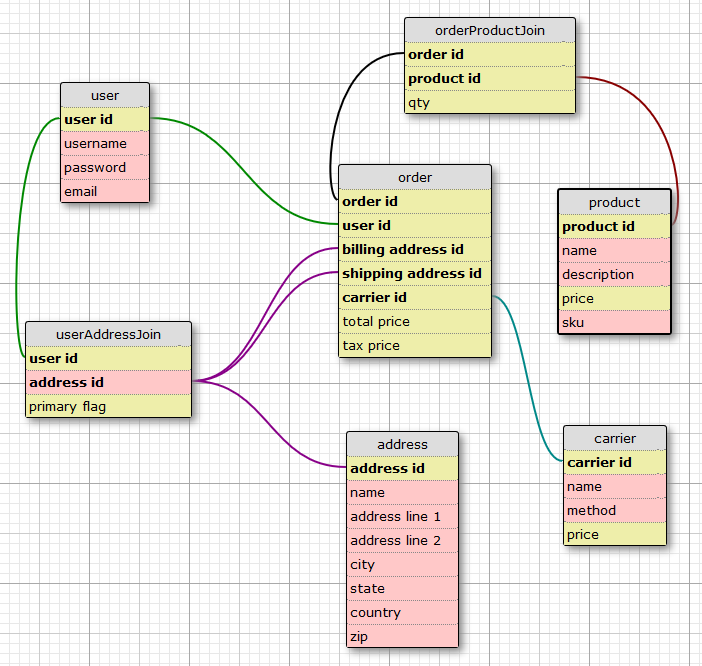 orderProductJoin
order id
product id
qty
user
user id
username
password
email
order
order id
user id
billing address id
shipping address id
carrier id
total price
tax price
product
product id
name
description
price
sku
userAddressJoin
user id
address id
primary flag
address
address id
name
address line 1
address line 2
city
state
country
zip
carrier
carrier id
name
method
price